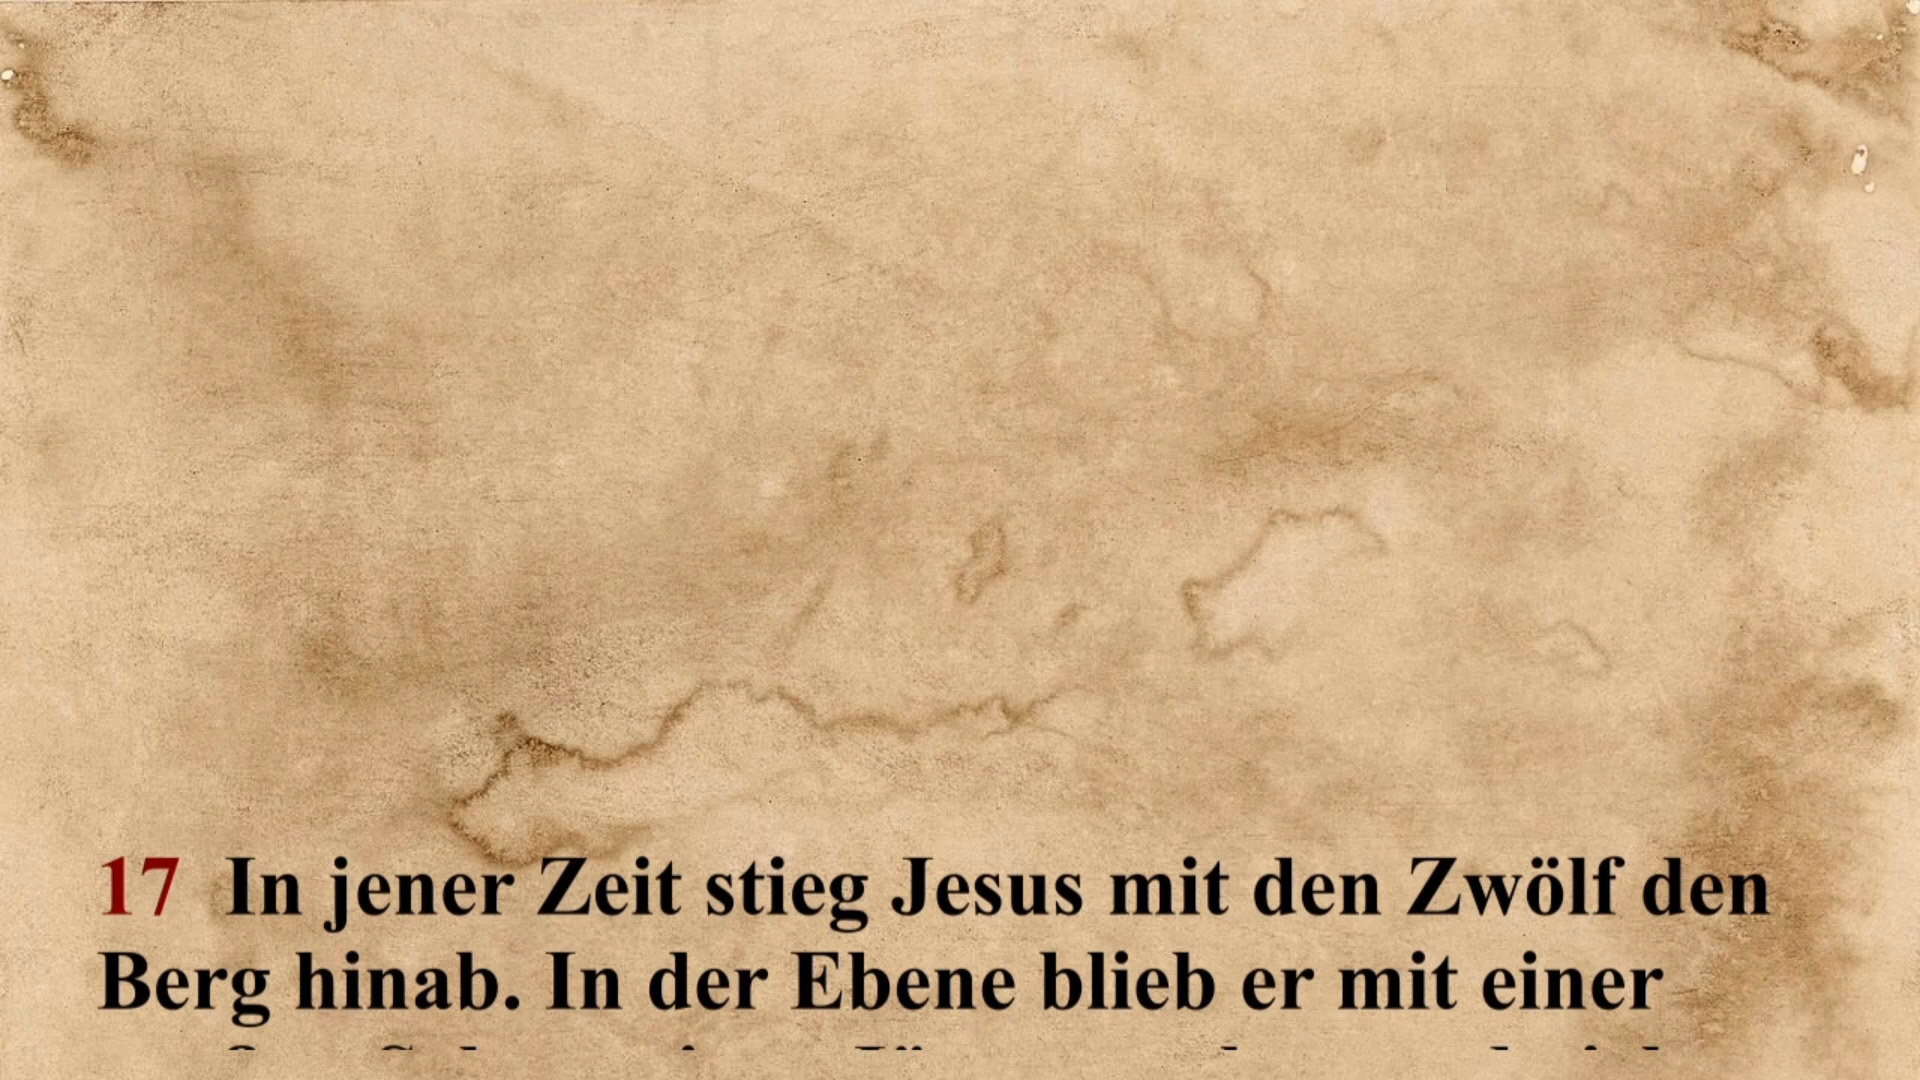 17 In jener Zeit stieg Jesus mit den Zwölf den
Berg hinab. In der Ebene blieb er mit einer